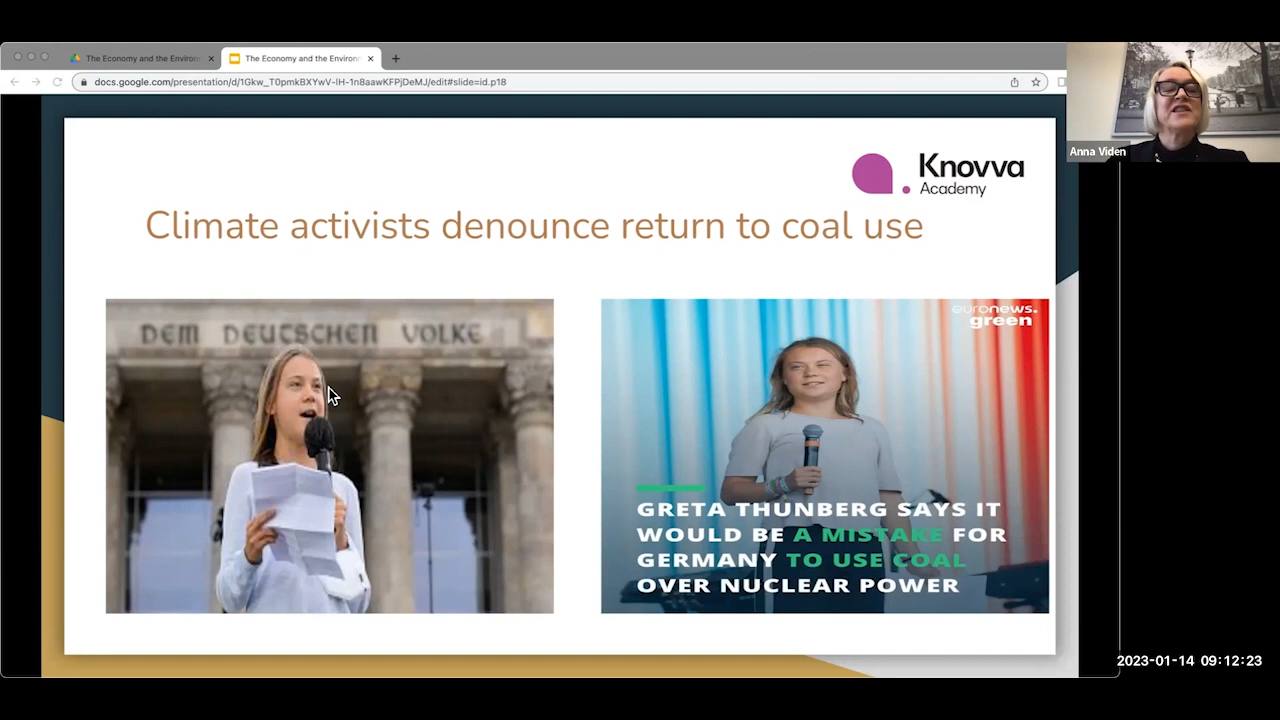 The Economy and the Environ
The Economy and the Environ
docs.google.com/presentation/d/1Gkw_T0pmkBXYwV-lH-1n8aawKFPjDeMJ/edit#slide=id.p18
Anna Viden
Knovva
Academy
Climate activists denounce return to coal use
DEM DEUTSCHEN VOLKE
euronews.
green
GRETA THUNBERG SAYS IT
WOULD BE A MISTAKE FOR
GERMANY TO USE COAL
OVER NUCLEAR POWER
2023-01-14 09:12:23